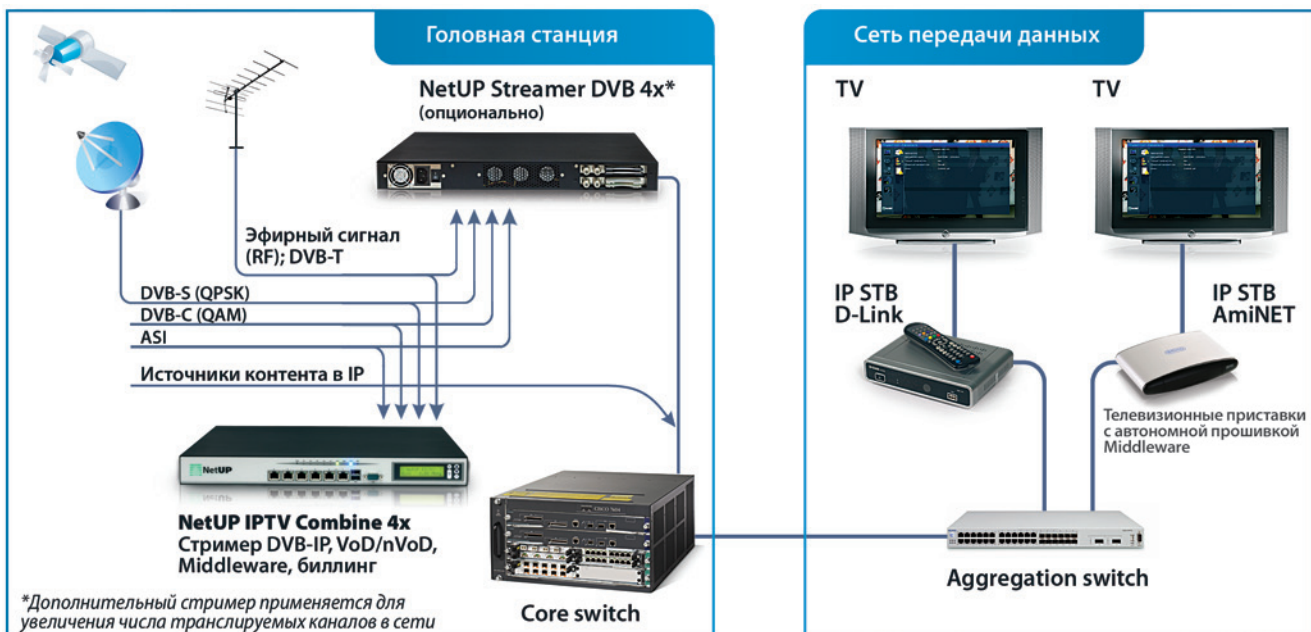 Головная станция
NetUP Streamer DVB 4x*
(опционально)
Эфирный сигнал
(RF); DVB-T
DVB-S (QPSK)
DVB-C (QAM)
ASI
Источники контента в IP
NetUP
NetUP IPTV Combine 4x
Стример DVB-IP, VoD/nVoD,
Middleware, биллинг
*Дополнительный стример применяется для
увеличения числа транслируемых каналов в сети
Core switch
Сеть передачи данных
TV
TV
IP STB
D-Link
IP STB
AmiNET
Телевизионные приставки
с автономной прошивкой
Middleware
Aggregation switch